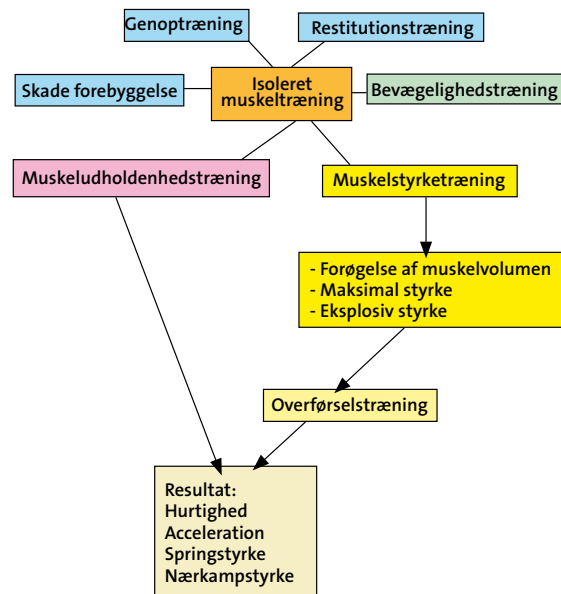 Genoptræning
Restitutionstræning
Skade forebyggelse
Isoleret
muskeltræning
Bevægelighedstræning
Muskeludholdenhedstræning
Muskelstyrketræning
- Forøgelse af muskelvolumen
- Maksimal styrke
- Eksplosiv styrke
Overførselstræning
Resultat:
Hurtighed
Acceleration
Springstyrke
Nærkampstyrke